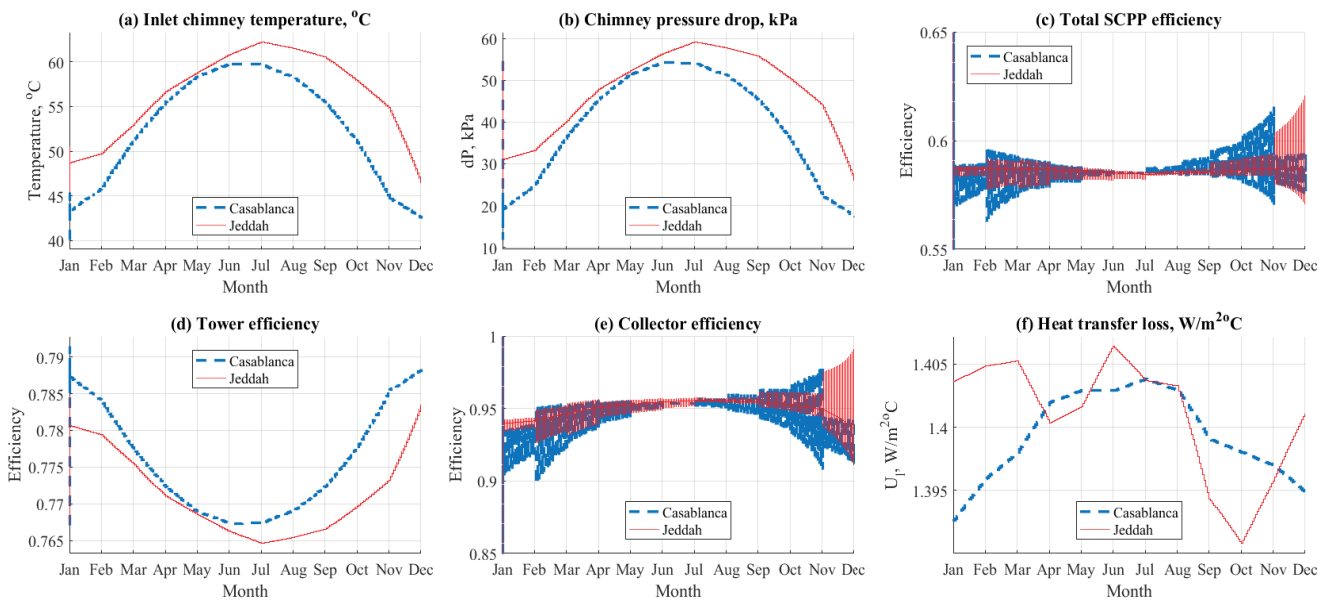 (a) Inlet chimney temperature, °C
Temperature, °C
60
55
50
45
40
Casablanca
Jeddah
Jan Feb Mar Apr May Jun Jul Aug Sep Oct Nov Dec
Month
(b) Chimney pressure drop, kPa
dP, kPa
60
50
40
30
20
10
Casablanca
Jeddah
Jan Feb Mar Apr May Jun Jul Aug Sep Oct Nov Dec
Month
(c) Total SCPP efficiency
Efficiency
0.65
0.6
0.55
Casablanca
Jeddah
Jan Feb Mar Apr May Jun Jul Aug Sep Oct Nov Dec
Month
(d) Tower efficiency
Efficiency
0.79
0.785
0.78
0.775
0.77
0.765
Casablanca
Jeddah
Jan Feb Mar Apr May Jun Jul Aug Sep Oct Nov Dec
Month
(e) Collector efficiency
Efficiency
1
0.95
0.9
0.85
Casablanca
Jeddah
Jan Feb Mar Apr May Jun Jul Aug Sep Oct Nov Dec
Month
(f) Heat transfer loss, W/m²°C
U_l, W/m²°C
1.405
1.4
1.395
Casablanca
Jeddah
Jan Feb Mar Apr May Jun Jul Aug Sep Oct Nov Dec
Month